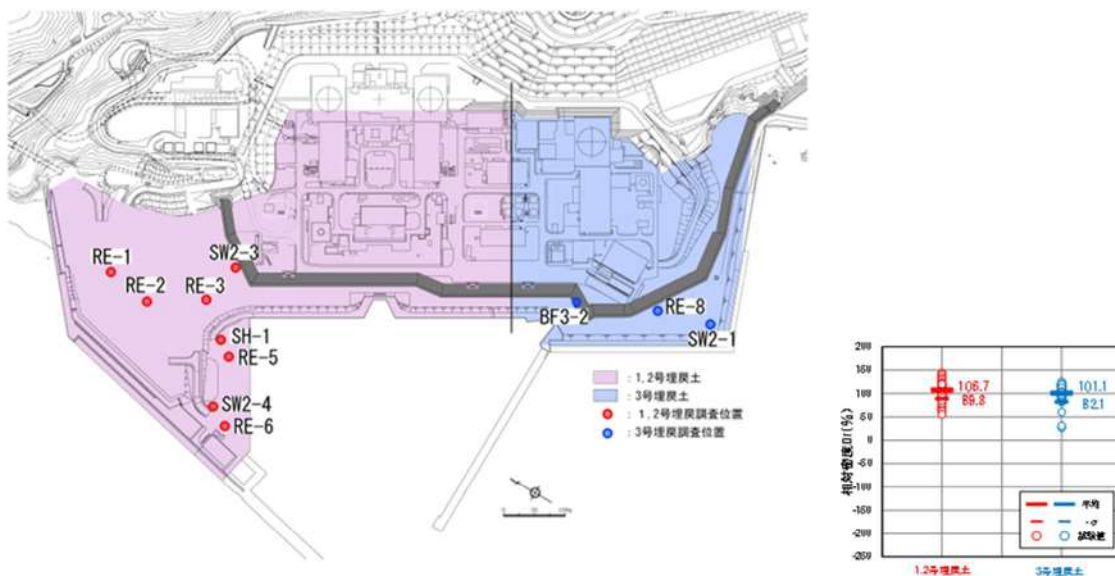 RE-1
RE-2
RE-3
SW2-3
SH-1
RE-5
SW2-4
RE-6
BF3-2
RE-8
SW2-1
：1,2号埋戻土
：3号埋戻土
：1,2号埋戻調査位置
：3号埋戻調査位置
相対密度Dr(%)
200
150
100
50
0
-50
-100
-150
-200
-250
106.7
89.8
101.1
82.1
平均
-σ
試験値
1,2号埋戻土
3号埋戻土